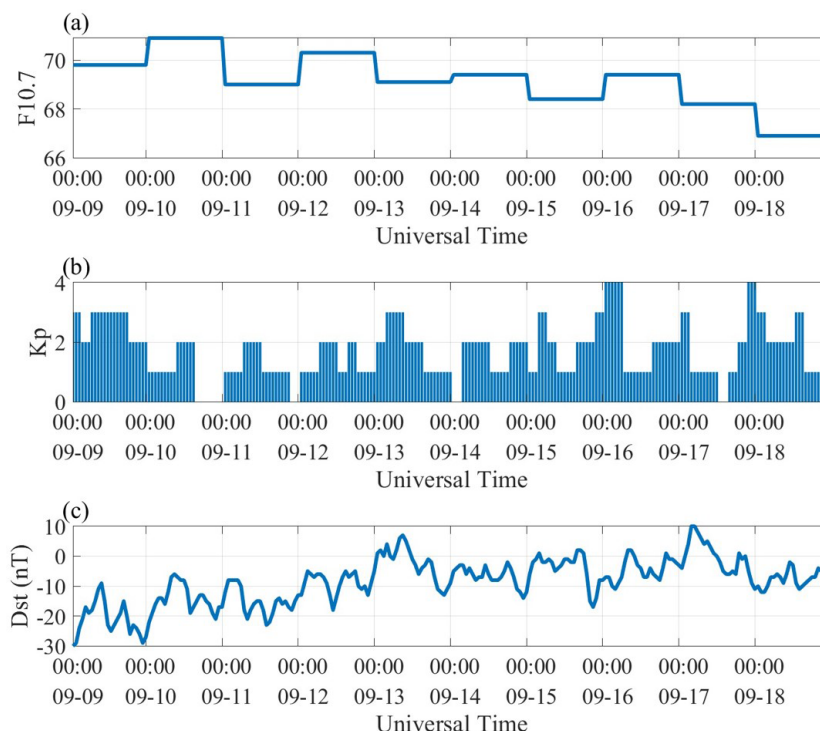 (a)
70
68
66
F10.7
00:00 00:00 00:00 00:00 00:00 00:00 00:00 00:00 00:00 00:00
09-09 09-10 09-11 09-12 09-13 09-14 09-15 09-16 09-17 09-18
Universal Time
(b)
4
2
0
Kp
00:00 00:00 00:00 00:00 00:00 00:00 00:00 00:00 00:00 00:00
09-09 09-10 09-11 09-12 09-13 09-14 09-15 09-16 09-17 09-18
Universal Time
(c)
10
0
-10
-20
-30
Dst (nT)
00:00 00:00 00:00 00:00 00:00 00:00 00:00 00:00 00:00 00:00
09-09 09-10 09-11 09-12 09-13 09-14 09-15 09-16 09-17 09-18
Universal Time